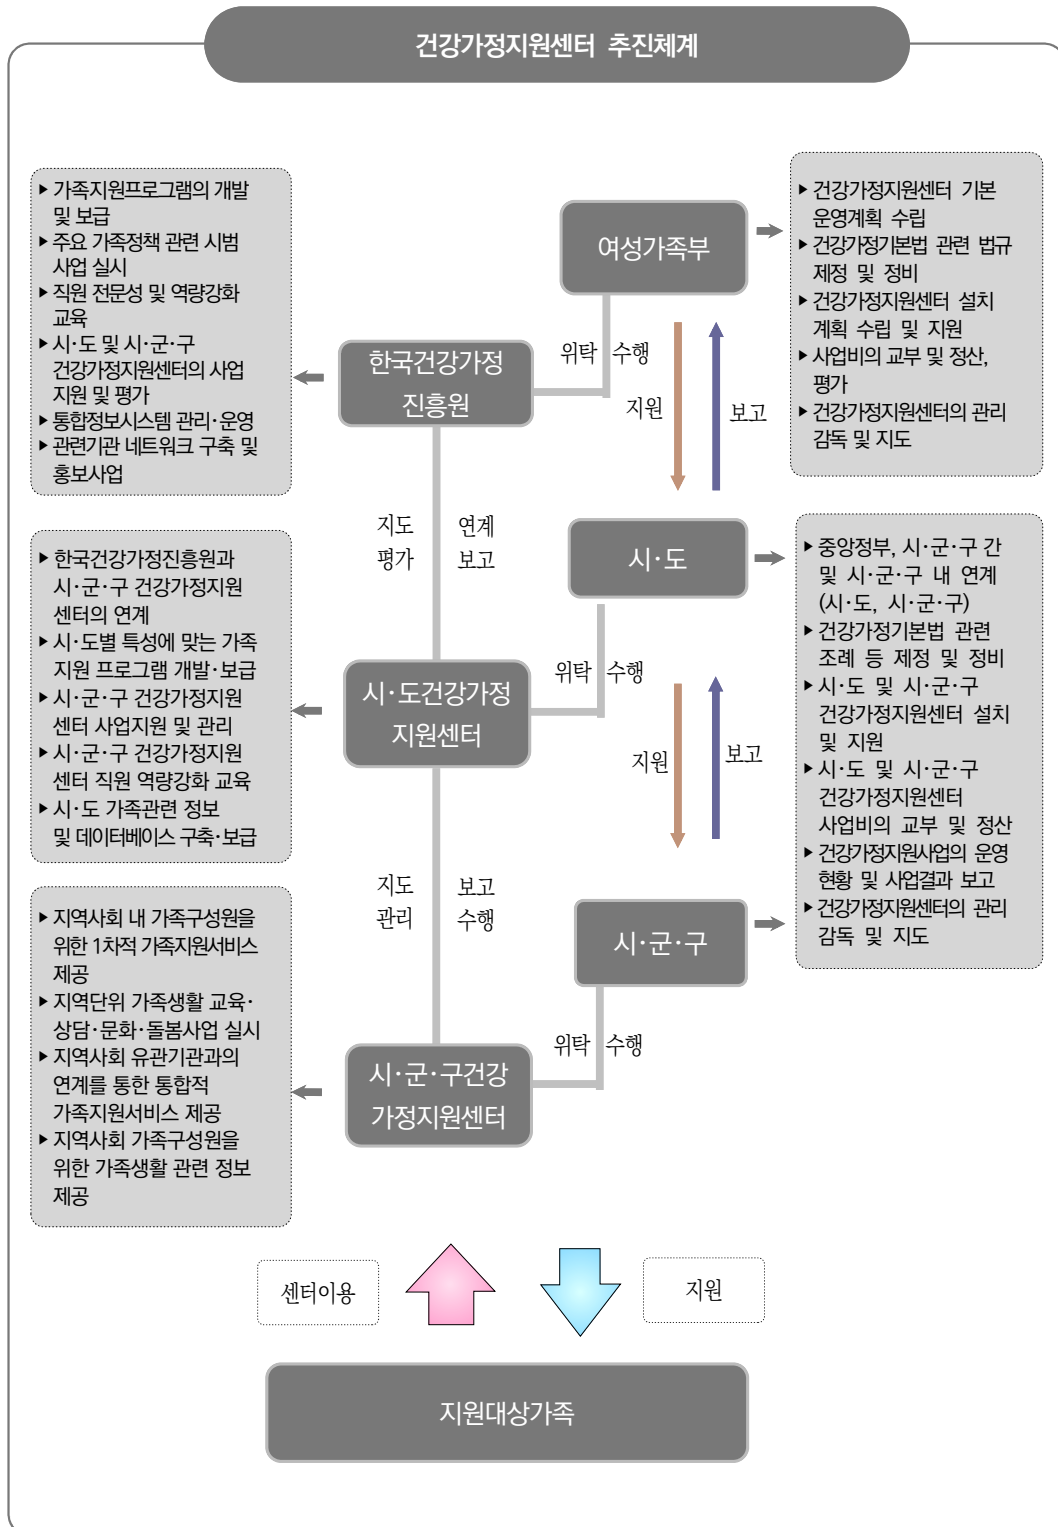 건강가정지원센터 추진체계
▶ 가족지원프로그램의 개발
및 보급
▶ 주요 가족정책 관련 시범
사업 실시
▶ 직원 전문성 및 역량강화
교육
▶ 시·도 및 시·군·구
건강가정지원센터의 사업
지원 및 평가
▶ 통합정보시스템 관리·운영
▶ 관련기관 네트워크 구축 및
홍보사업
여성가족부
▶ 건강가정지원센터 기본
운영계획 수립
▶ 건강가정기본법 관련 법규
제정 및 정비
▶ 건강가정지원센터 설치
계획 수립 및 지원
▶ 사업비의 교부 및 정산,
평가
▶ 건강가정지원센터의 관리
감독 및 지도
한국건강가정
진흥원
위탁 수행
지원
보고
지도 연계
평가 보고
시·도
▶ 한국건강가정진흥원과
시·군·구 건강가정지원
센터의 연계
▶ 시·도별 특성에 맞는 가족
지원 프로그램 개발·보급
▶ 시·군·구 건강가정지원
센터 사업지원 및 관리
▶ 시·군·구 건강가정지원
센터 직원 역량강화 교육
▶ 시·도 가족관련 정보
및 데이터베이스 구축·보급
▶ 중앙정부, 시·군·구 간
및 시·군·구 내 연계
(시·도, 시·군·구)
▶ 건강가정기본법 관련
조례 등 제정 및 정비
▶ 시·도 및 시·군·구
건강가정지원센터 설치
및 지원
▶ 시·도 및 시·군·구
건강가정지원센터
사업비의 교부 및 정산
▶ 건강가정지원사업의 운영
현황 및 사업결과 보고
▶ 건강가정지원센터의 관리
감독 및 지도
시·도건강가정
지원센터
위탁 수행
지원
보고
지도 보고
관리 수행
시·군·구
▶ 지역사회 내 가족구성원을
위한 1차적 가족지원서비스
제공
▶ 지역단위 가족생활 교육·
상담·문화·돌봄사업 실시
▶ 지역사회 유관기관과의
연계를 통한 통합적
가족지원서비스 제공
▶ 지역사회 가족구성원을
위한 가족생활 관련 정보
제공
위탁 수행
시·군·구건강
가정지원센터
센터이용
지원
지원대상가족